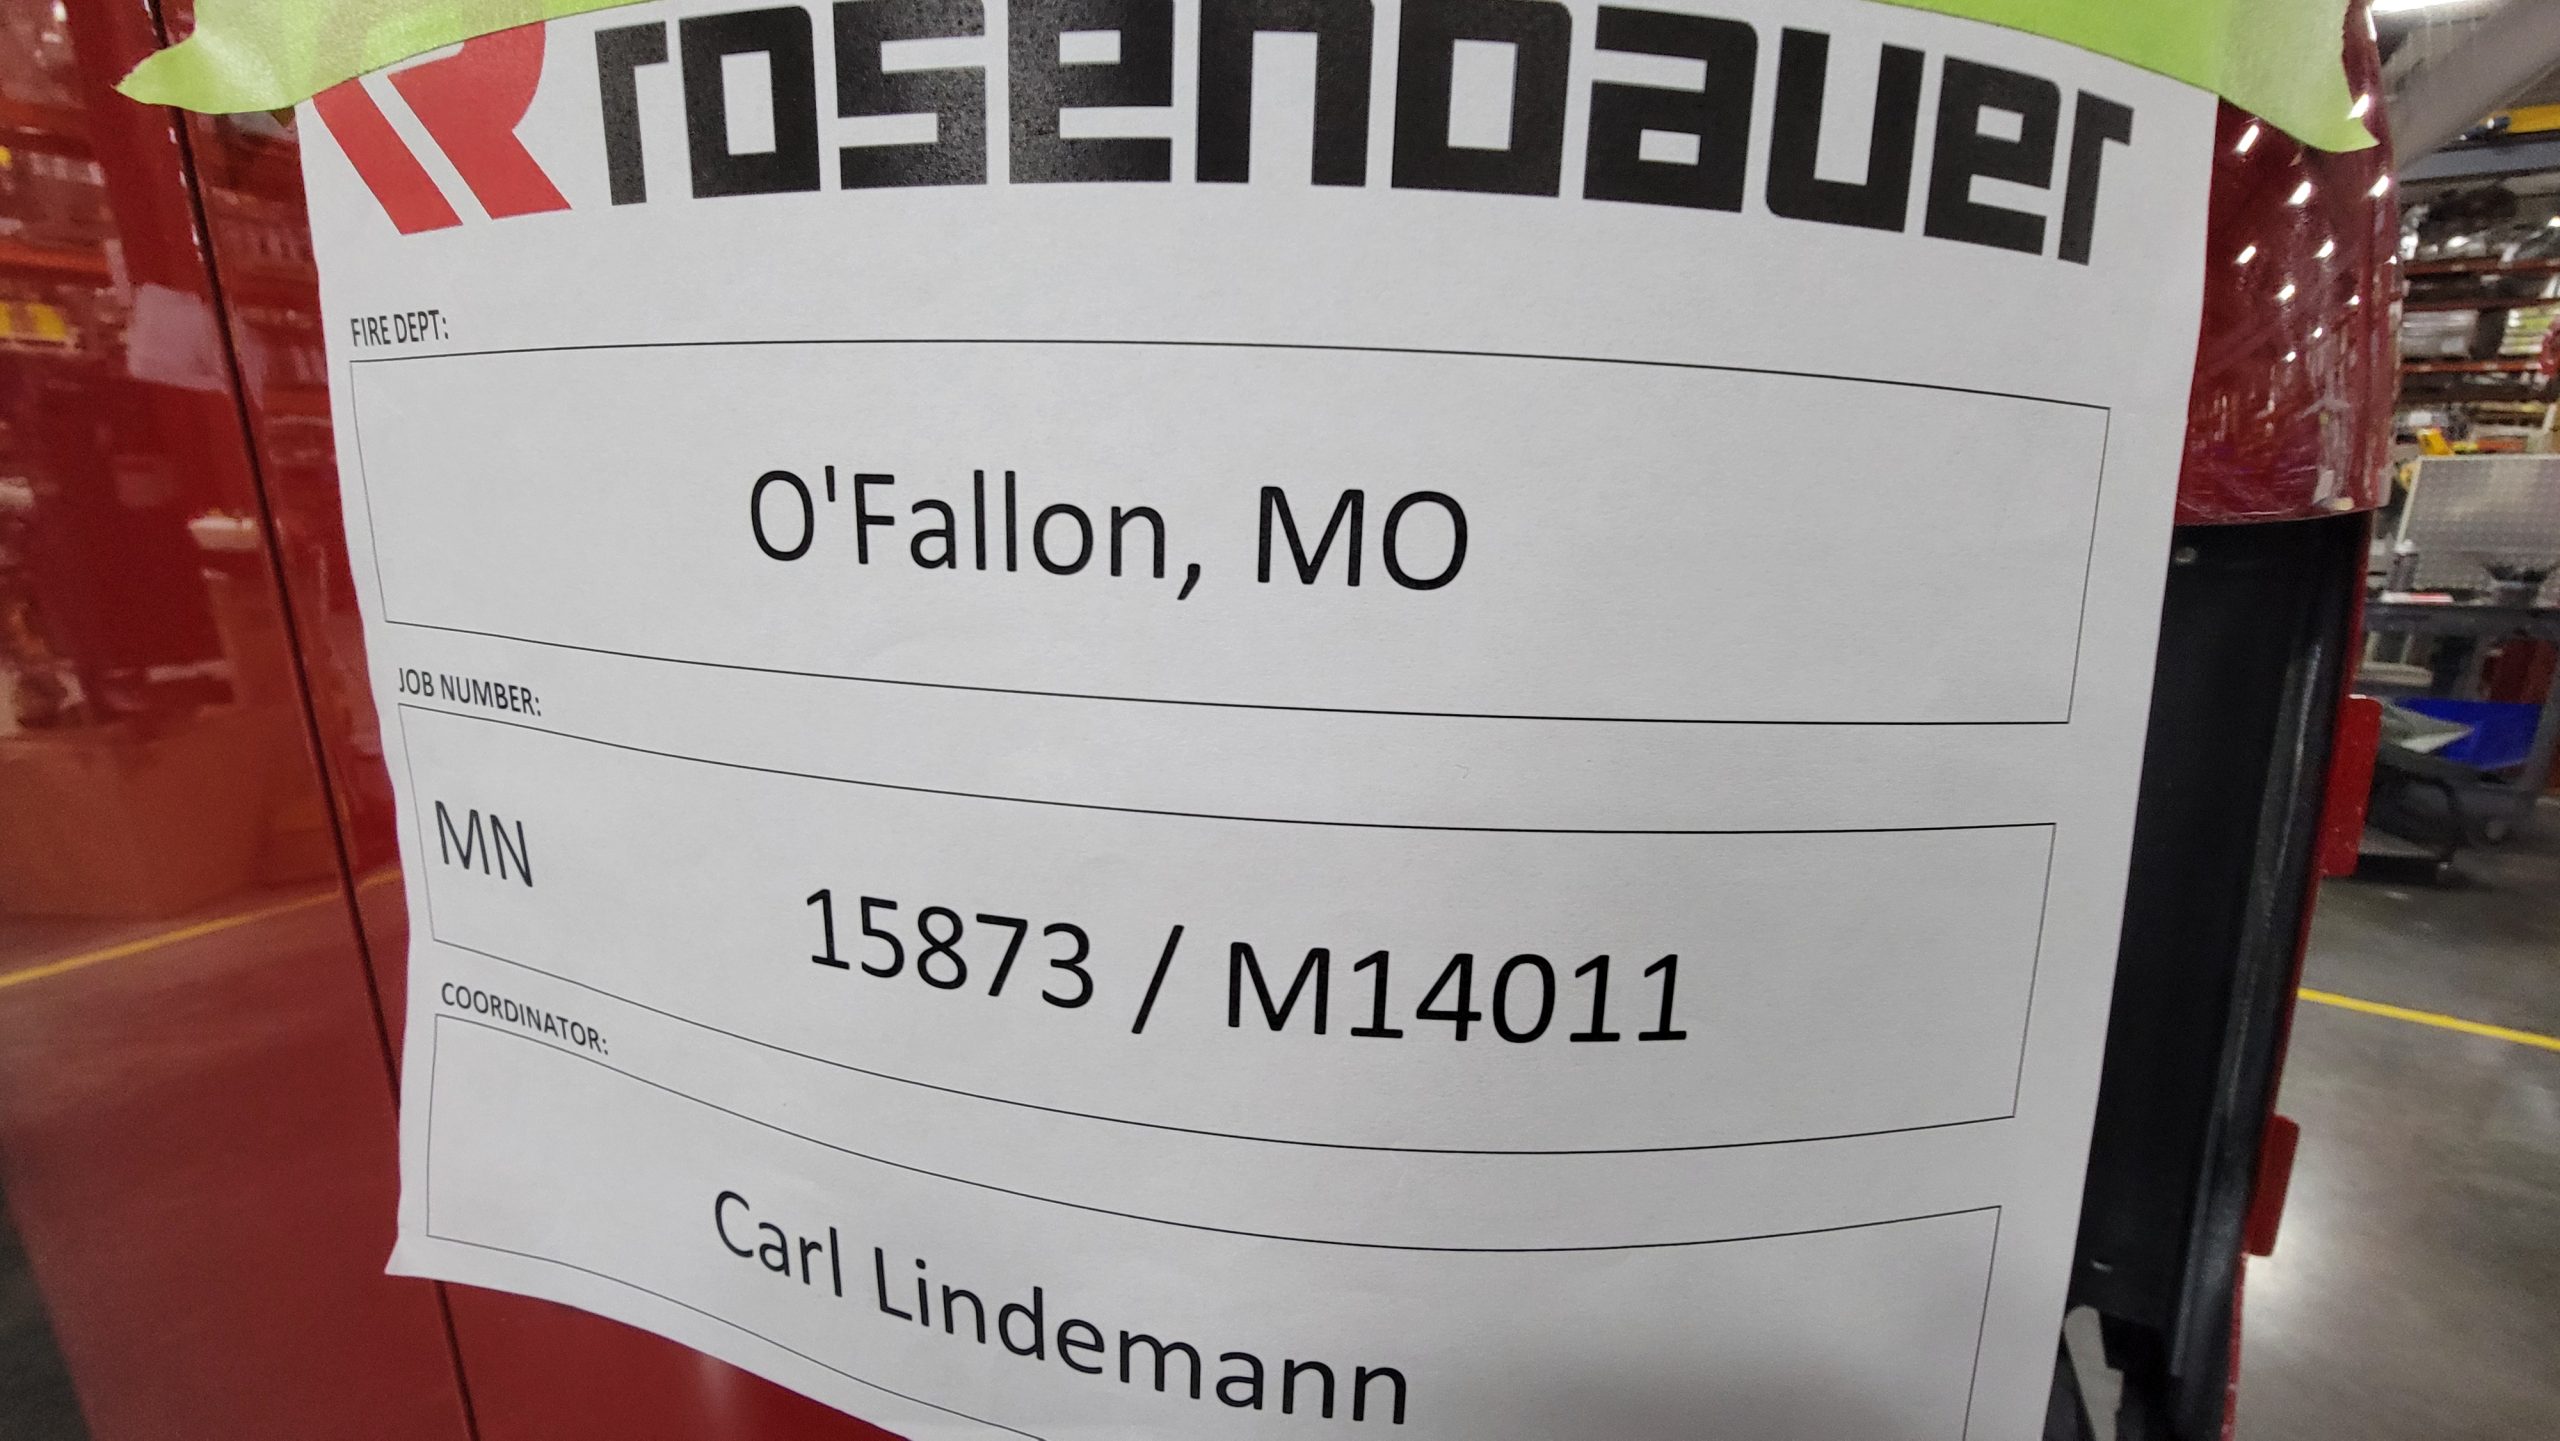 rosenbauer
FIRE DEPT:
O'Fallon, MO
JOB NUMBER:
MN 15873 / M14011
COORDINATOR:
Carl Lindemann